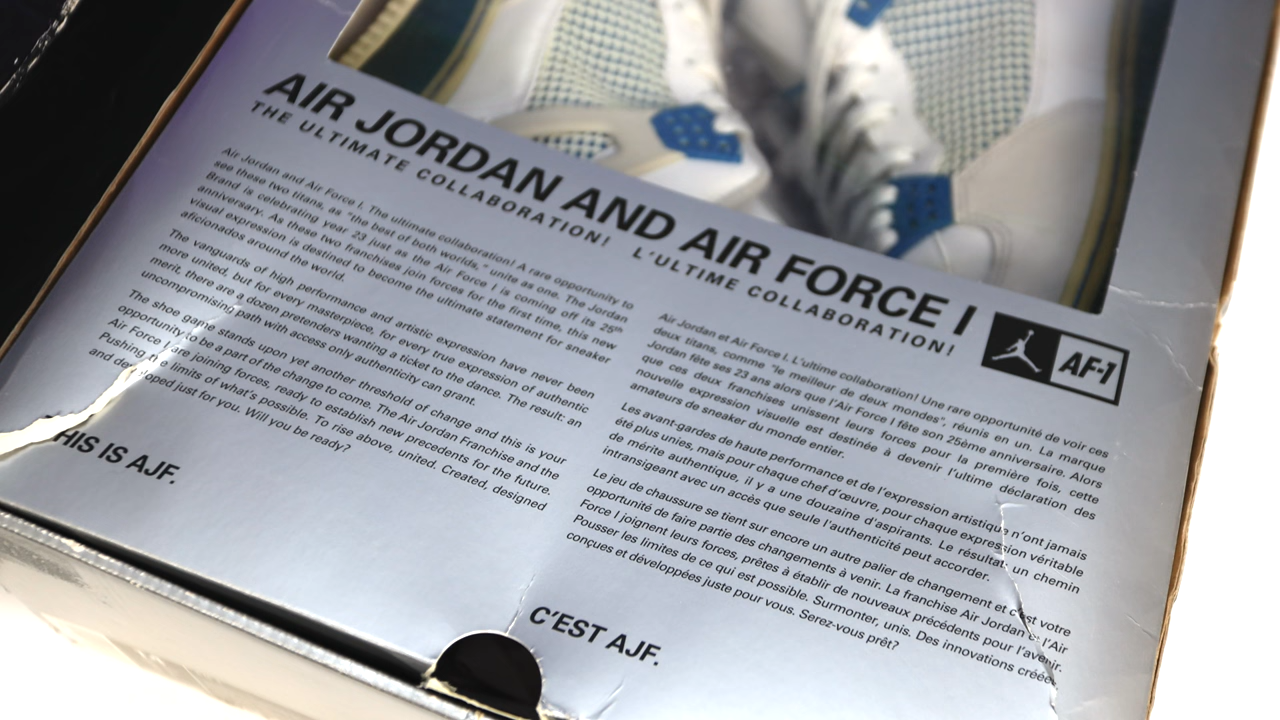 AIR JORDAN AND AIR FORCE I
THE ULTIMATE COLLABORATION! L'ULTIME COLLABORATION!
AF-1
Air Jordan and Air Force I. The ultimate collaboration! A rare opportunity to
see these two titans, as "the best of both worlds," unite as one. The Jordan
Brand is celebrating year 23 just as the Air Force I is coming off its 25th
anniversary. As these two franchises join forces for the first time, this new
visual expression is destined to become the ultimate statement for sneaker
aficionados around the world.
The vanguards of high performance and artistic expression have never been
more united, but for every masterpiece, for every true expression of authentic
merit, there are a dozen pretenders wanting a ticket to the dance. The result: an
uncompromising path with access only authenticity can grant.
The shoe game stands upon yet another threshold of change and this is your
opportunity to be a part of the change to come. The Air Jordan Franchise and the
Air Force I are joining forces, ready to establish new precedents for the future.
Pushing the limits of what's possible. To rise above, united. Created, designed
and developed just for you. Will you be ready?
THIS IS AJF.
Air Jordan et Air Force I. L'ultime collaboration! Une rare opportunité de voir ces
deux titans, comme "le meilleur de deux mondes", réunis en un. La marque
Jordan fête ses 23 ans alors que l'Air Force I fête son 25ème anniversaire. Alors
que ces deux franchises unissent leurs forces pour la première fois, cette
nouvelle expression visuelle est destinée à devenir l'ultime déclaration des
amateurs de sneaker du monde entier.
Les avant-gardes de haute performance et de l'expression artistique n'ont jamais
été plus unies, mais pour chaque chef d'œuvre, pour chaque expression véritable
de mérite authentique, il y a une douzaine d'aspirants. Le résultat: un chemin
intransigeant avec un accès que seule l'authenticité peut accorder.
Le jeu de chaussure se tient sur encore un autre palier de changement et c'est votre
opportunité de faire partie des changements à venir. La franchise Air Jordan et l'Air
Force I joignent leurs forces, prêtes à établir de nouveaux précédents pour l'avenir.
Pousser les limites de ce qui est possible. Surmonter, unis. Des innovations créées,
conçues et développées juste pour vous. Serez-vous prêt?
C'EST AJF.